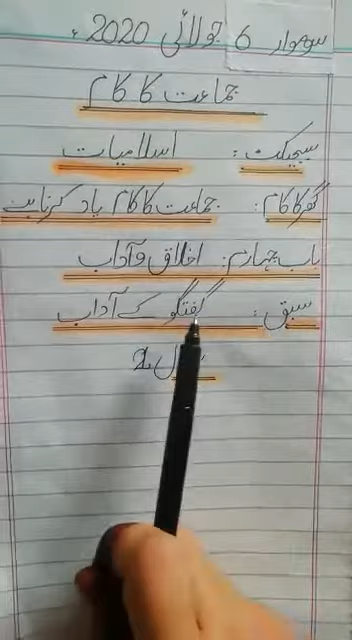 سوموار 6 جولائی 2020ء
جماعت کا کام
سبجیکٹ: اسلامیات
گھر کا کام: جماعت کا کام یاد کرنا ہے
باب چہارم: اخلاق و آداب
سبق: گفتگو کے آداب